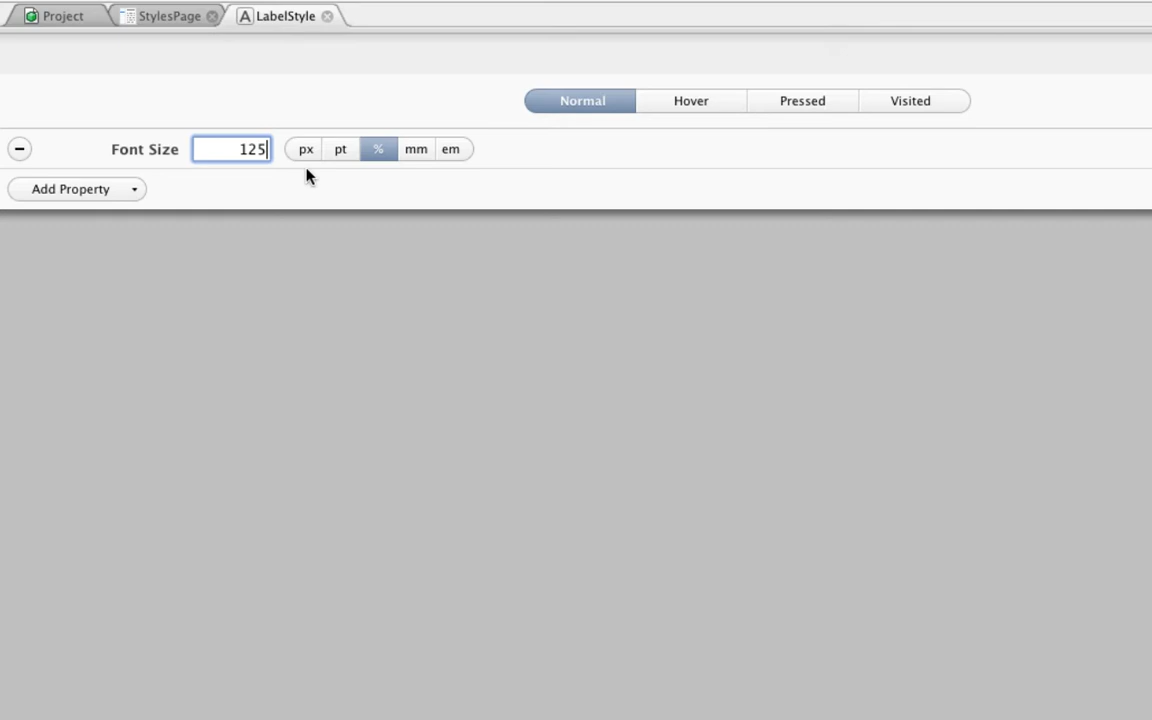 Project StylesPage LabelStyle
Normal Hover Pressed Visited
Font Size 125 px pt % mm em
Add Property